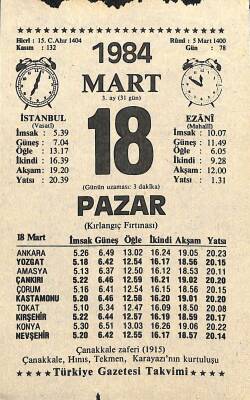 Hicrî : 15. C.Ahır 1404
Kasım : 132
1984
Rûmî : 5 Mart 1400
Gün : 78
MART
3. ay (31 gün)
İSTANBUL
(Vasatî)
İmsak : 5.39
Güneş : 7.04
Öğle : 13.17
İkindi : 16.39
Akşam : 19.20
Yatsı : 20.39
18
EZANÎ
(Mahallî)
İmsak : 10.07
Güneş : 11.49
Öğle : 6.05
İkindi : 9.28
Akşam : 12.00
Yatsı : 1.31
(Günün uzaması: 3 dakika)
PAZAR
(Kırlangıç Fırtınası)
18 Mart İmsak Güneş Öğle İkindi Akşam Yatsı
ANKARA 5.26 6.49 13.02 16.24 19.05 20.23
YOZGAT 5.18 6.42 12.54 16.17 18.58 20.15
AMASYA 5.13 6.37 12.50 16.12 18.53 20.11
ÇANKIRI 5.22 6.46 12.59 16.21 19.02 20.20
ÇORUM 5.16 6.41 12.54 16.15 18.56 20.15
KASTAMONU 5.20 6.46 12.58 16.20 19.01 20.20
TOKAT 5.10 6.34 12.47 16.09 18.50 20.08
KIRŞEHİR 5.22 6.44 12.57 16.19 18.59 20.17
KONYA 5.30 6.51 13.03 16.26 19.06 20.22
NEVŞEHİR 5.20 6.42 12.55 16.17 18.57 20.14
Çanakkale zaferi (1915)
Çanakkale, Hınıs, Tekmen, Karayazı'nın kurtuluşu
Türkiye Gazetesi Takvimi